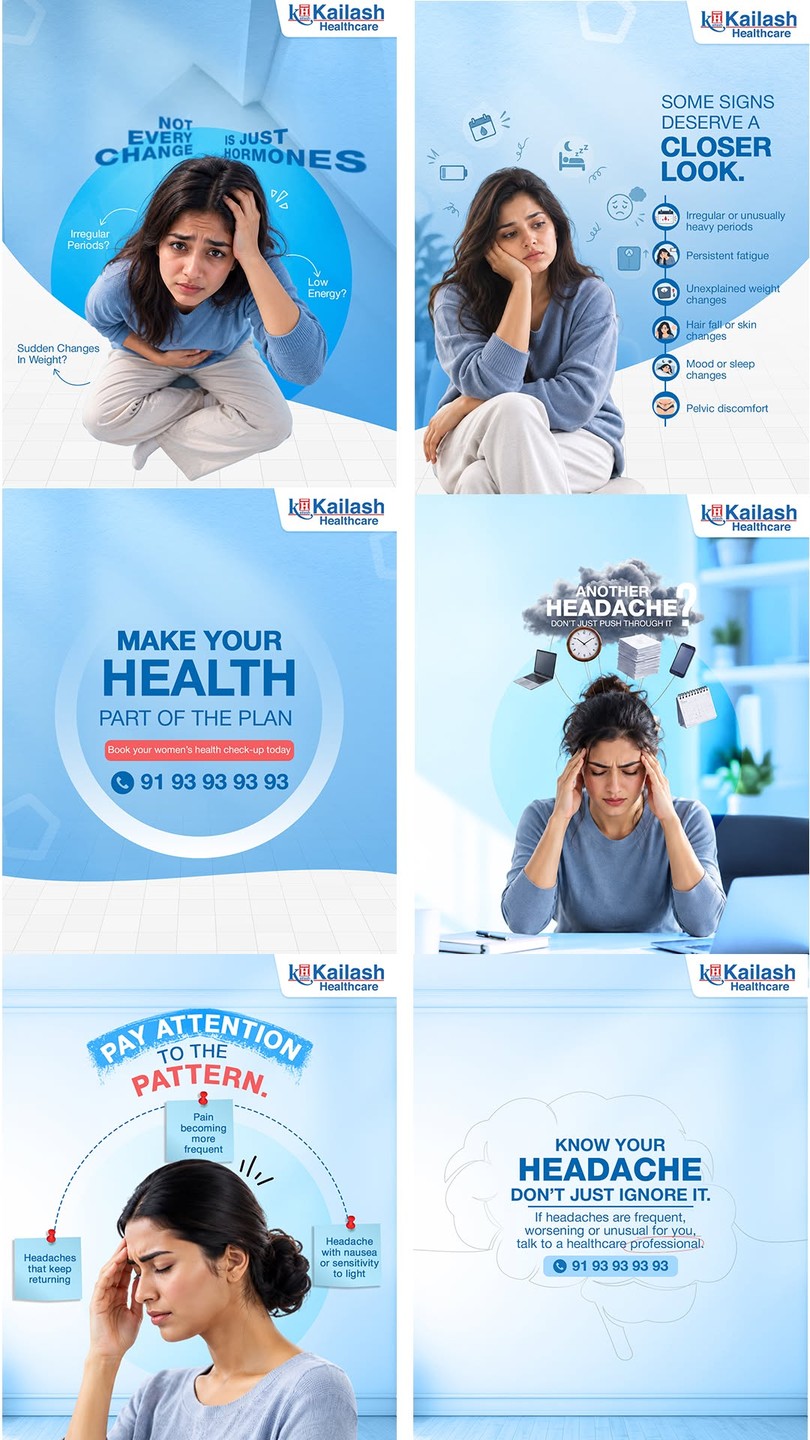 Kailash
Healthcare
NOT
EVERY
CHANGE
IS JUST
HORMONES
Irregular
Periods?
Low
Energy?
Sudden Changes
In Weight?
Kailash
Healthcare
SOME SIGNS
DESERVE A
CLOSER
LOOK.
Irregular or unusually
heavy periods
Persistent fatigue
Unexplained weight
changes
Hair fall or skin
changes
Mood or sleep
changes
Pelvic discomfort
Kailash
Healthcare
MAKE YOUR
HEALTH
PART OF THE PLAN
Book your women's health check-up today
91 93 93 93 93
Kailash
Healthcare
ANOTHER
HEADACHE?
DON'T JUST PUSH THROUGH IT
Kailash
Healthcare
PAY ATTENTION
TO THE
PATTERN.
Pain
becoming
more
frequent
Headaches
that keep
returning
Headache
with nausea
or sensitivity
to light
Kailash
Healthcare
KNOW YOUR
HEADACHE
DON'T JUST IGNORE IT.
If headaches are frequent,
worsening or unusual for you,
talk to a healthcare professional.
91 93 93 93 93